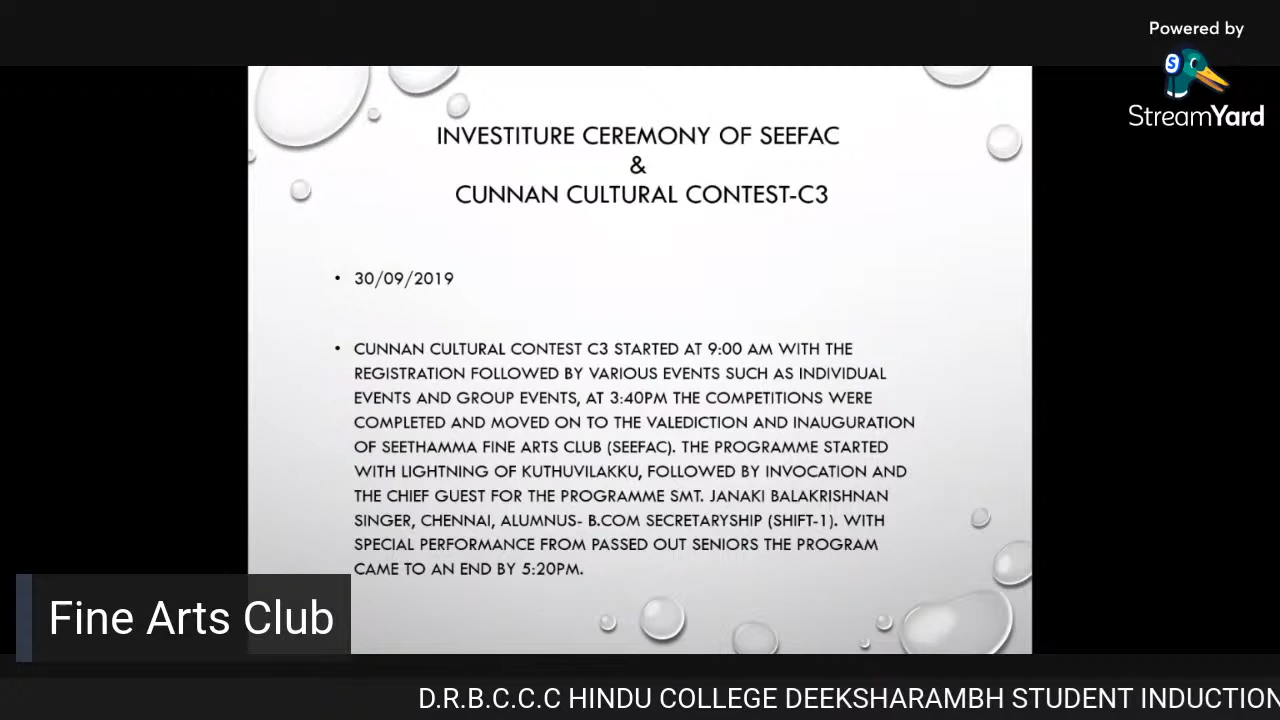 Powered by
StreamYard
INVESTITURE CEREMONY OF SEEFAC
&
CUNNAN CULTURAL CONTEST-C3
• 30/09/2019
• CUNNAN CULTURAL CONTEST C3 STARTED AT 9:00 AM WITH THE
REGISTRATION FOLLOWED BY VARIOUS EVENTS SUCH AS INDIVIDUAL
EVENTS AND GROUP EVENTS, AT 3:40PM THE COMPETITIONS WERE
COMPLETED AND MOVED ON TO THE VALEDICTION AND INAUGURATION
OF SEETHAMMA FINE ARTS CLUB (SEEFAC). THE PROGRAMME STARTED
WITH LIGHTNING OF KUTHUVILAKKU, FOLLOWED BY INVOCATION AND
THE CHIEF GUEST FOR THE PROGRAMME SMT. JANAKI BALAKRISHNAN
SINGER, CHENNAI, ALUMNUS- B.COM SECRETARYSHIP (SHIFT-1). WITH
SPECIAL PERFORMANCE FROM PASSED OUT SENIORS THE PROGRAM
CAME TO AN END BY 5:20PM.
Fine Arts Club
D.R.B.C.C.C HINDU COLLEGE DEEKSHARAMBH STUDENT INDUCTION